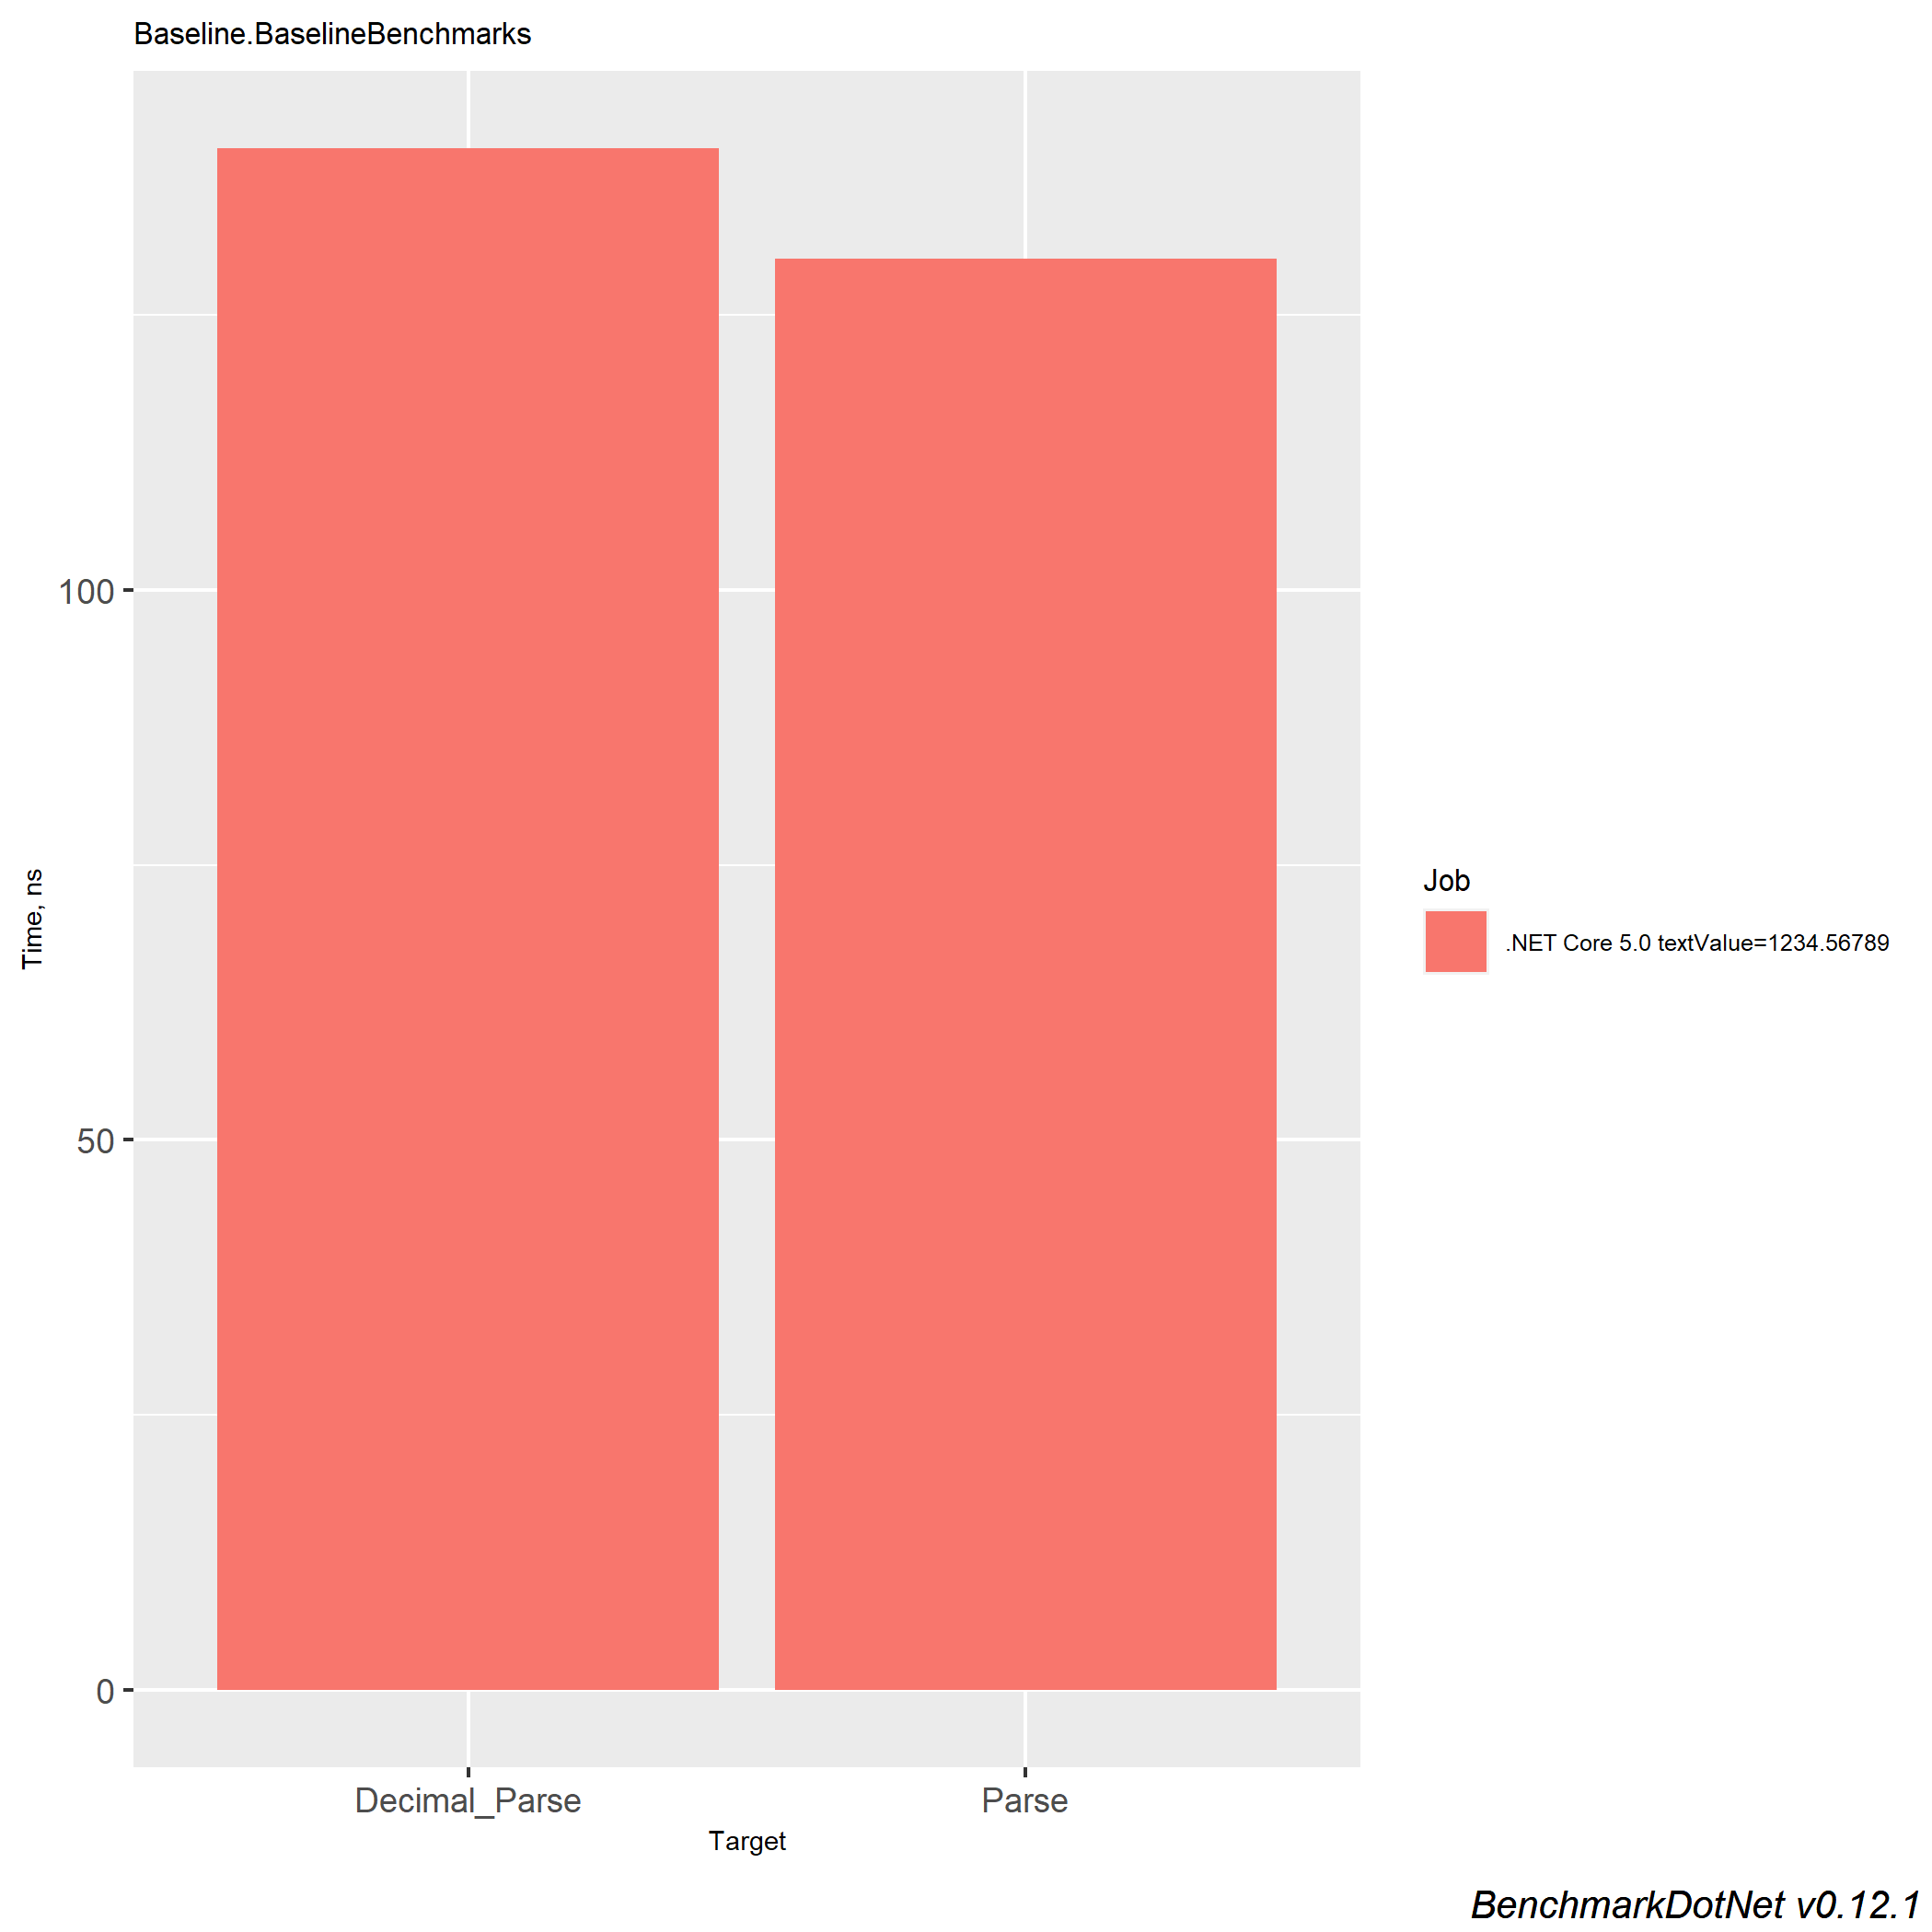 Baseline.BaselineBenchmarks
Time, ns
100
50
0
Decimal_Parse Parse
Target
Job
.NET Core 5.0 textValue=1234.56789
BenchmarkDotNet v0.12.1